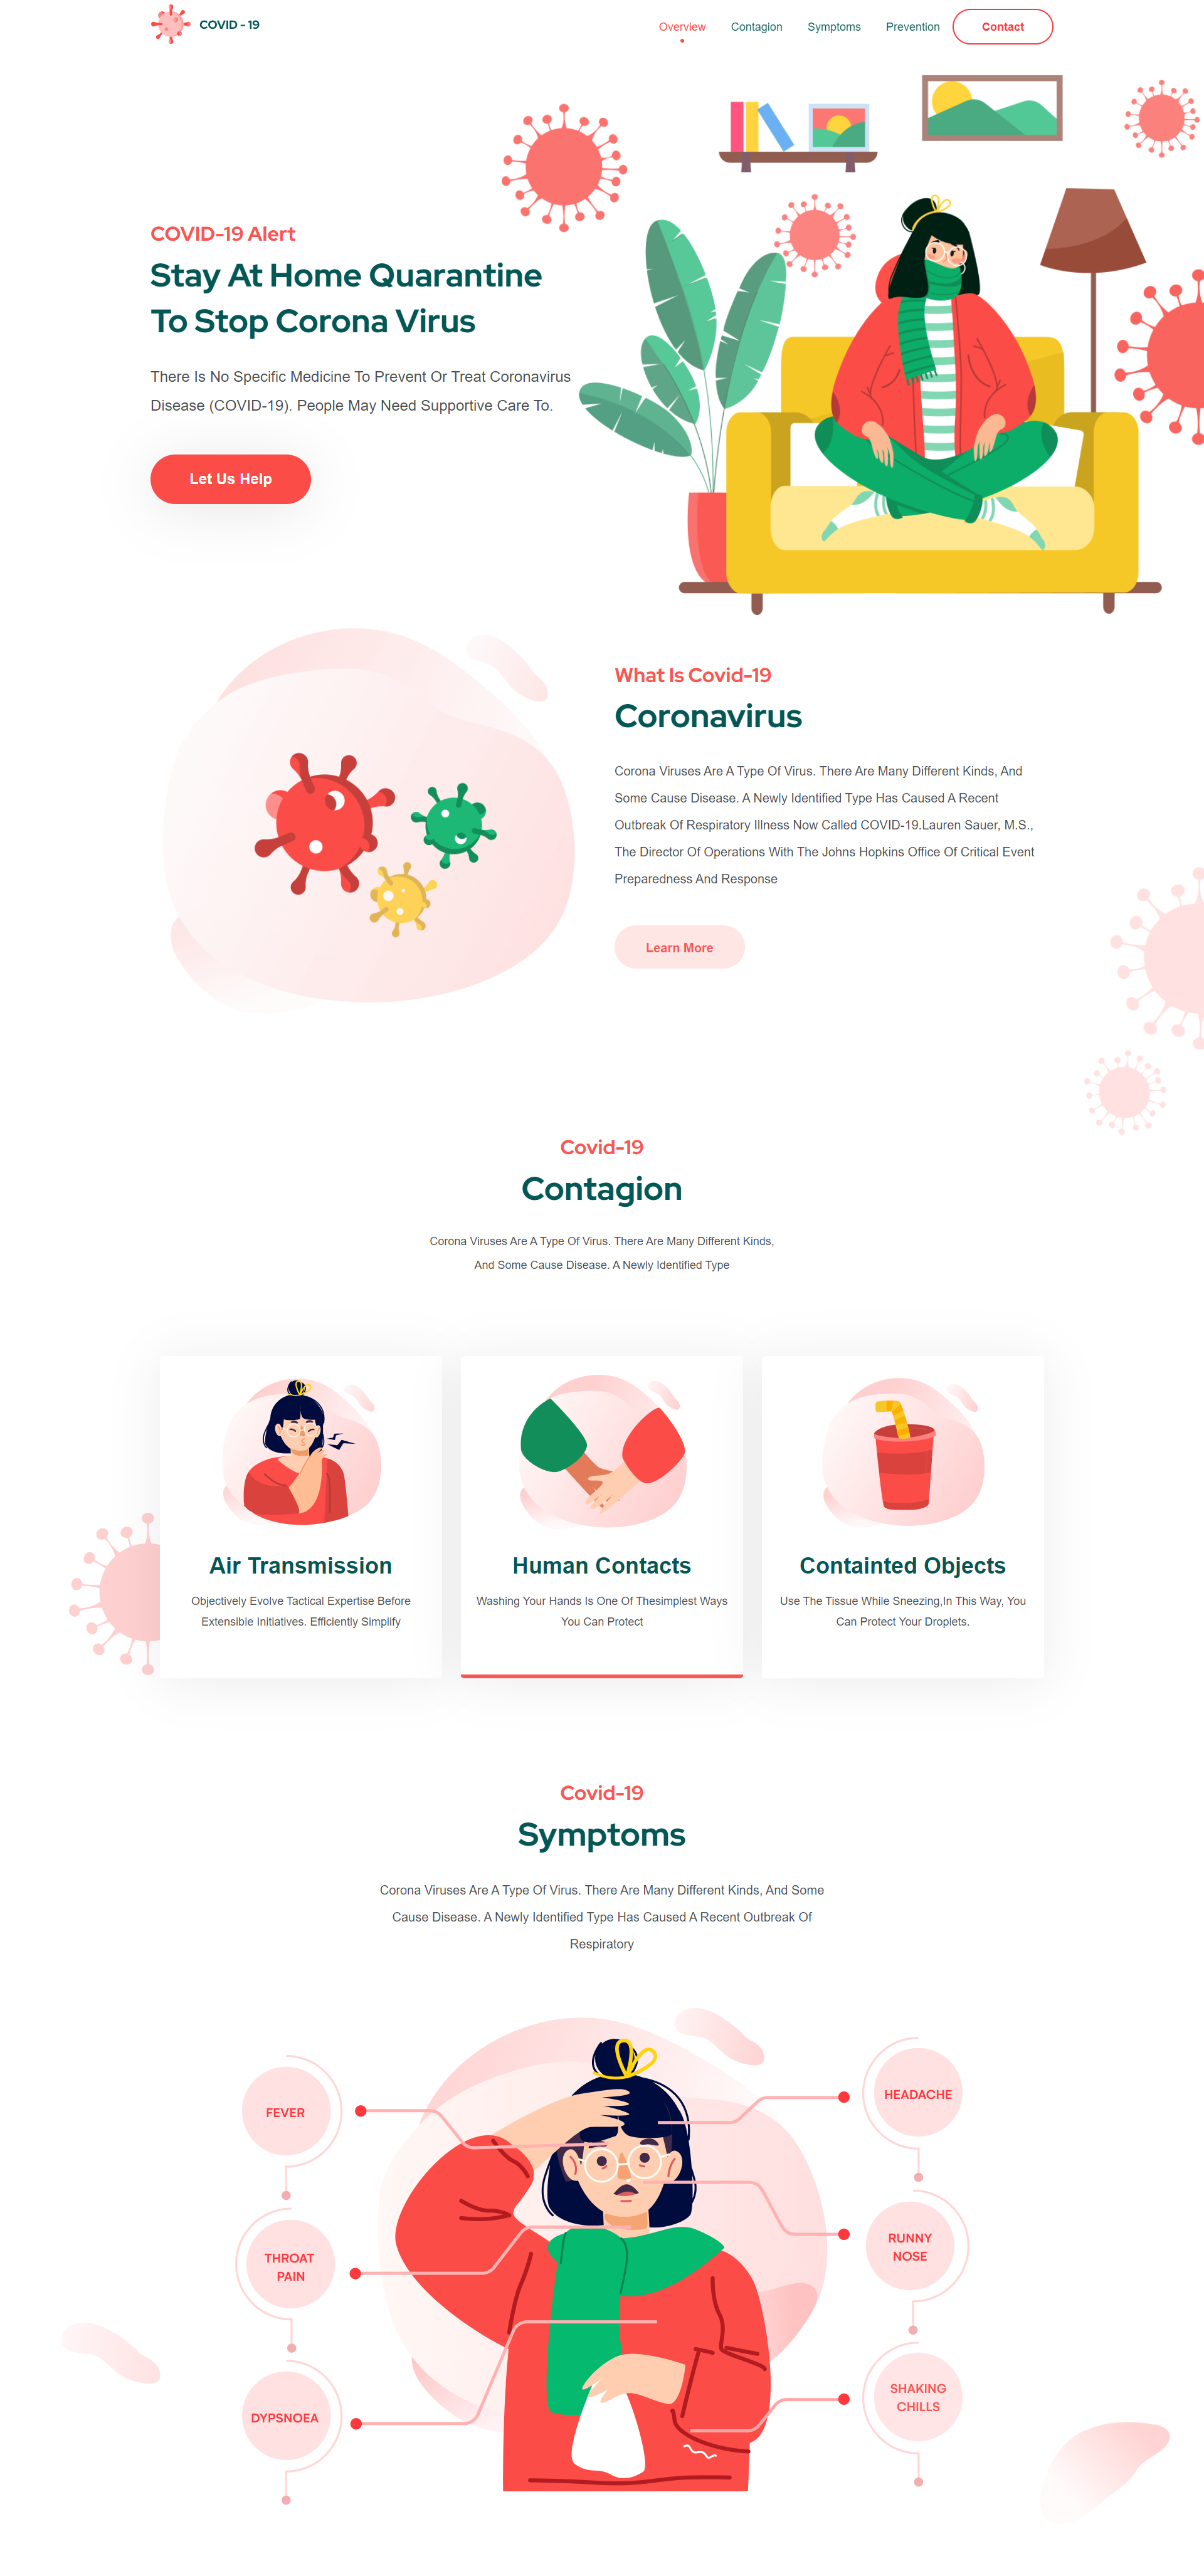 COVID - 19
Overview
Contagion
Symptoms
Prevention
Contact
COVID-19 Alert
Stay At Home Quarantine
To Stop Corona Virus
There Is No Specific Medicine To Prevent Or Treat Coronavirus
Disease (COVID-19). People May Need Supportive Care To.
Let Us Help
What Is Covid-19
Coronavirus
Corona Viruses Are A Type Of Virus. There Are Many Different Kinds, And
Some Cause Disease. A Newly Identified Type Has Caused A Recent
Outbreak Of Respiratory Illness Now Called COVID-19.Lauren Sauer, M.S.,
The Director Of Operations With The Johns Hopkins Office Of Critical Event
Preparedness And Response
Learn More
Covid-19
Contagion
Corona Viruses Are A Type Of Virus. There Are Many Different Kinds,
And Some Cause Disease. A Newly Identified Type
Air Transmission
Objectively Evolve Tactical Expertise Before
Extensible Initiatives. Efficiently Simplify
Human Contacts
Washing Your Hands Is One Of Thesimplest Ways
You Can Protect
Containted Objects
Use The Tissue While Sneezing,In This Way, You
Can Protect Your Droplets.
Covid-19
Symptoms
Corona Viruses Are A Type Of Virus. There Are Many Different Kinds, And Some
Cause Disease. A Newly Identified Type Has Caused A Recent Outbreak Of
Respiratory
FEVER
HEADACHE
THROAT
PAIN
RUNNY
NOSE
DYPSNOEA
SHAKING
CHILLS